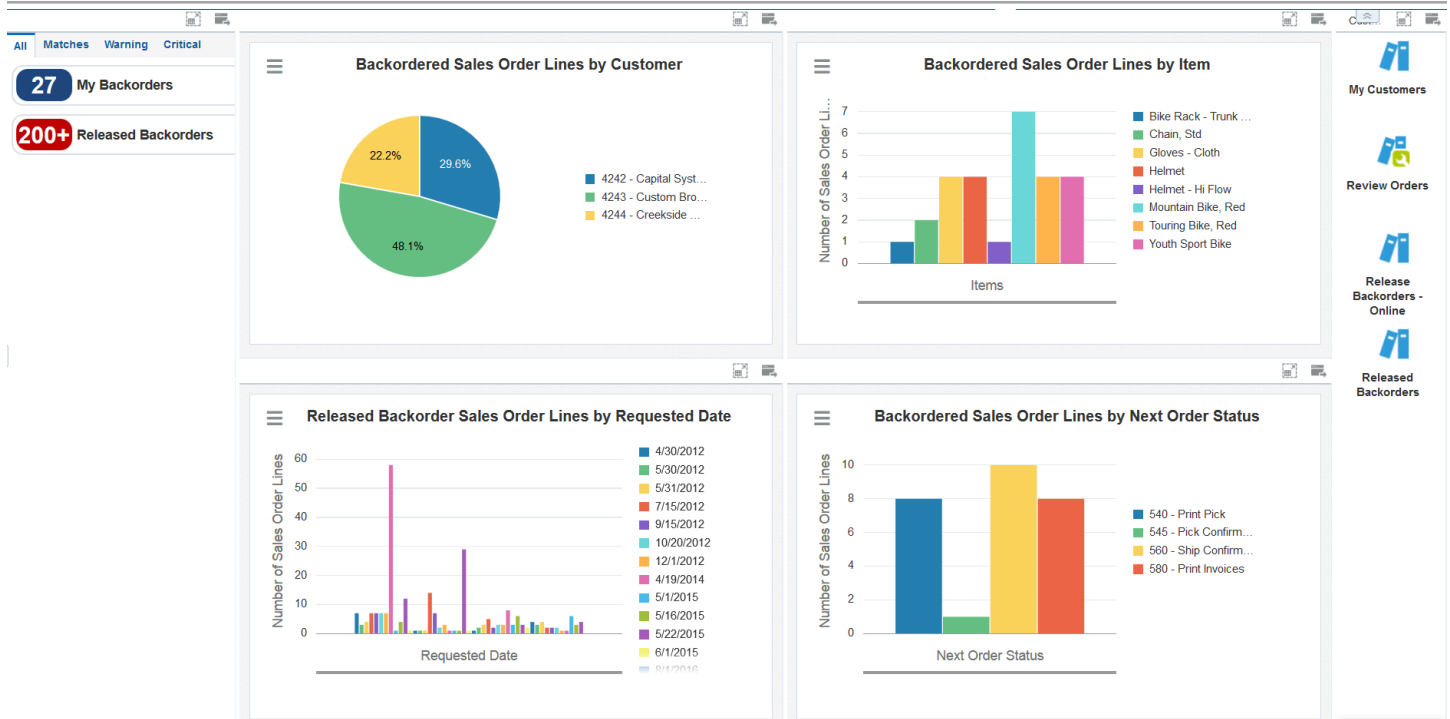 All Matches Warning Critical
27 My Backorders
200+ Released Backorders
Backordered Sales Order Lines by Customer
22.2%
29.6%
48.1%
4242 - Capital Syst...
4243 - Custom Bro...
4244 - Creekside ...
Backordered Sales Order Lines by Item
Number of Sales Order Li...
7
6
5
4
3
2
1
0
Items
Bike Rack - Trunk ...
Chain, Std
Gloves - Cloth
Helmet
Helmet - Hi Flow
Mountain Bike, Red
Touring Bike, Red
Youth Sport Bike
Released Backorder Sales Order Lines by Requested Date
Number of Sales Order Lines
60
50
40
30
20
10
0
Requested Date
4/30/2012
5/30/2012
5/31/2012
7/15/2012
9/15/2012
10/20/2012
12/1/2012
4/19/2014
5/1/2015
5/16/2015
5/22/2015
6/1/2015
8/1/2016
Backordered Sales Order Lines by Next Order Status
Number of Sales Order Lines
10
8
6
4
2
0
Next Order Status
540 - Print Pick
545 - Pick Confirm...
560 - Ship Confirm...
580 - Print Invoices
My Customers
Review Orders
Release
Backorders -
Online
Released
Backorders